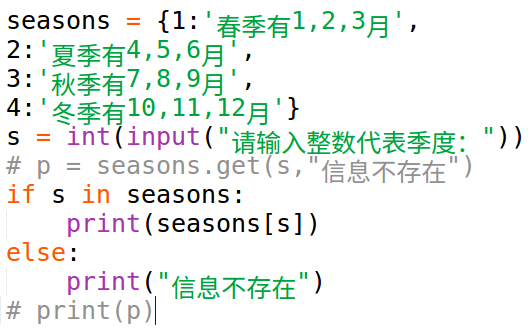 seasons = {1:'春季有1,2,3月',
2:'夏季有4,5,6月',
3:'秋季有7,8,9月',
4:'冬季有10,11,12月'}
s = int(input("请输入整数代表季度："))
# p = seasons.get(s,"信息不存在")
if s in seasons:
    print(seasons[s])
else:
    print("信息不存在")
# print(p)